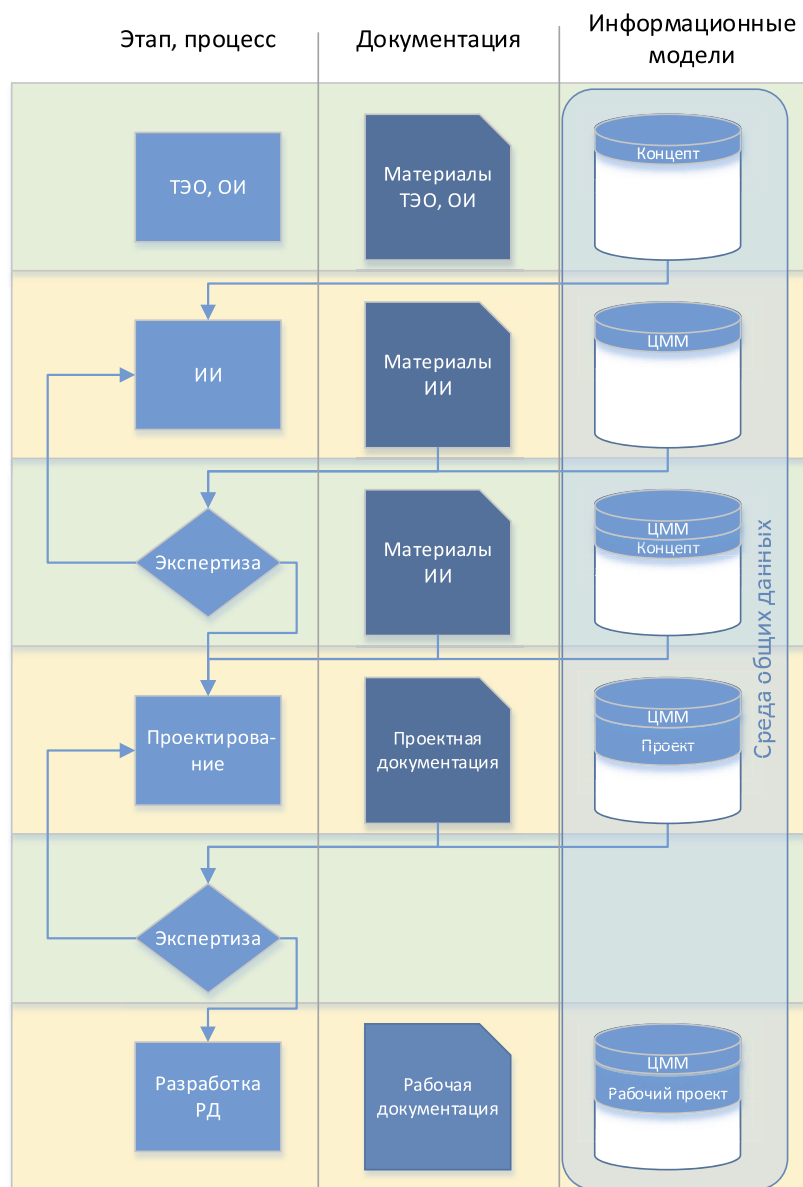 Этап, процесс
Документация
Информационные
модели
ТЭО, ОИ
Материалы
ТЭО, ОИ
Концепт
ИИ
Материалы
ИИ
ЦММ
Экспертиза
Материалы
ИИ
ЦММ
Концепт
Среда общих данных
Проектирова-
ние
Проектная
документация
ЦММ
Проект
Экспертиза
Разработка
РД
Рабочая
документация
ЦММ
Рабочий проект